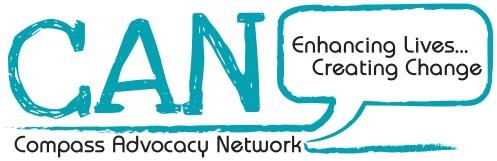 CAN
Enhancing Lives...
Creating Change
Compass Advocacy Network